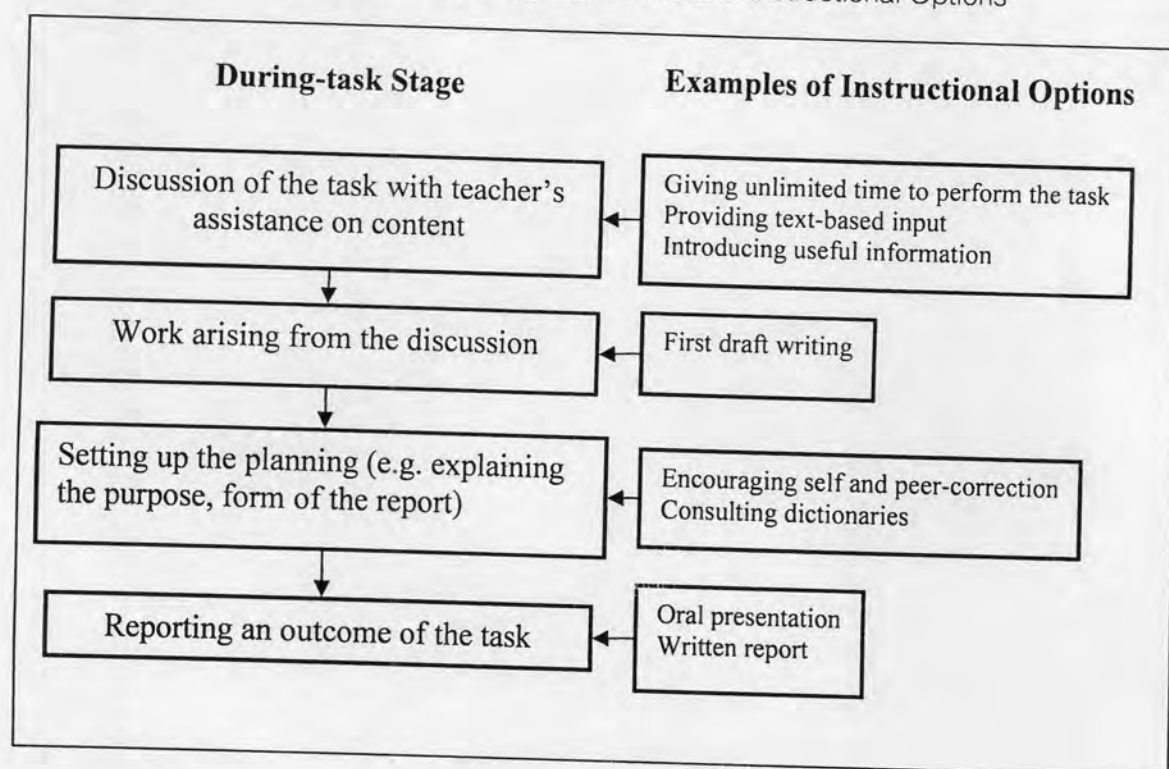 Instructional Options
During-task Stage
Examples of Instructional Options
Discussion of the task with teacher's
assistance on content
Giving unlimited time to perform the task
Providing text-based input
Introducing useful information
Work arising from the discussion
First draft writing
Setting up the planning (e.g. explaining
the purpose, form of the report)
Encouraging self and peer-correction
Consulting dictionaries
Reporting an outcome of the task
Oral presentation
Written report